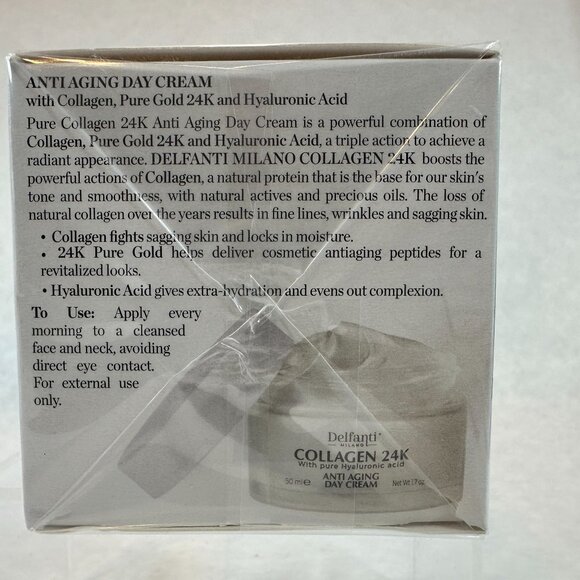 ANTI AGING DAY CREAM
with Collagen, Pure Gold 24K and Hyaluronic Acid
Pure Collagen 24K Anti Aging Day Cream is a powerful combination of
Collagen, Pure Gold 24K and Hyaluronic Acid, a triple action to achieve a
radiant appearance. DELFANTI MILANO COLLAGEN 24K boosts the
powerful actions of Collagen, a natural protein that is the base for our skin's
tone and smoothness, with natural actives and precious oils. The loss of
natural collagen over the years results in fine lines, wrinkles and sagging skin.
• Collagen fights sagging skin and locks in moisture.
• 24K Pure Gold helps deliver cosmetic antiaging peptides for a
revitalized looks.
• Hyaluronic Acid gives extra-hydration and evens out complexion.
To Use: Apply every
morning to a cleansed
face and neck, avoiding
direct eye contact.
For external use
only.
Delfanti
MILANO
COLLAGEN 24K
With pure Hyaluronic acid
50 ml e ANTI AGING Net Wt 1.7 oz.
DAY CREAM